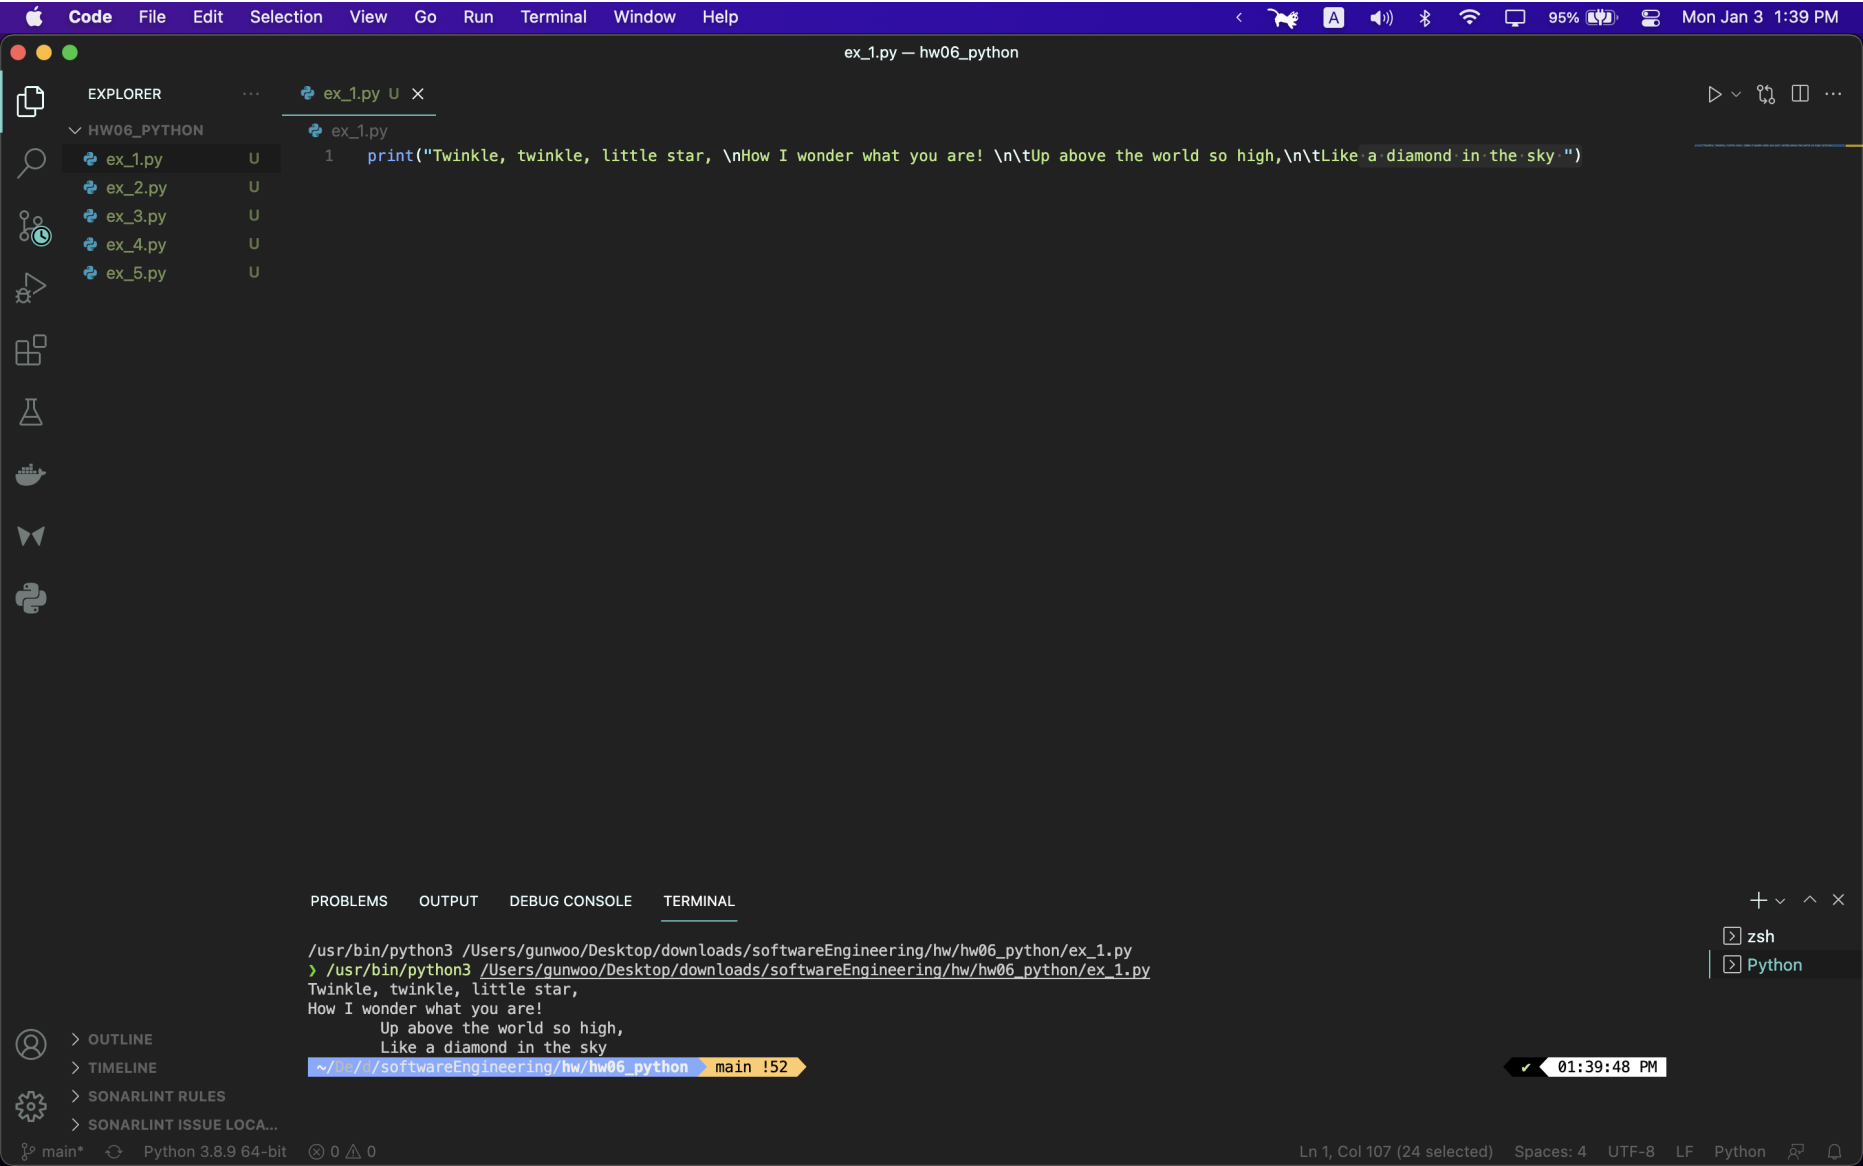 Code File Edit Selection View Go Run Terminal Window Help A 95% Mon Jan 3 1:39 PM
ex_1.py — hw06_python
EXPLORER ···
ex_1.py U
HW06_PYTHON
ex_1.py
ex_1.py U
1 print("Twinkle, twinkle, little star, \nHow I wonder what you are! \n\tUp above the world so high,\n\tLike a diamond in the sky ")
ex_2.py U
ex_3.py U
ex_4.py U
ex_5.py U
PROBLEMS OUTPUT DEBUG CONSOLE TERMINAL
/usr/bin/python3 /Users/gunwoo/Desktop/downloads/softwareEngineering/hw/hw06_python/ex_1.py
❯ /usr/bin/python3 /Users/gunwoo/Desktop/downloads/softwareEngineering/hw/hw06_python/ex_1.py
Twinkle, twinkle, little star,
How I wonder what you are!
Up above the world so high,
Like a diamond in the sky
~/De/d/softwareEngineering/hw/hw06_python main !52 ✔ 01:39:48 PM
zsh
Python
OUTLINE
TIMELINE
SONARLINT RULES
SONARLINT ISSUE LOCA...
main* Python 3.8.9 64-bit 0 0 Ln 1, Col 107 (24 selected) Spaces: 4 UTF-8 LF Python